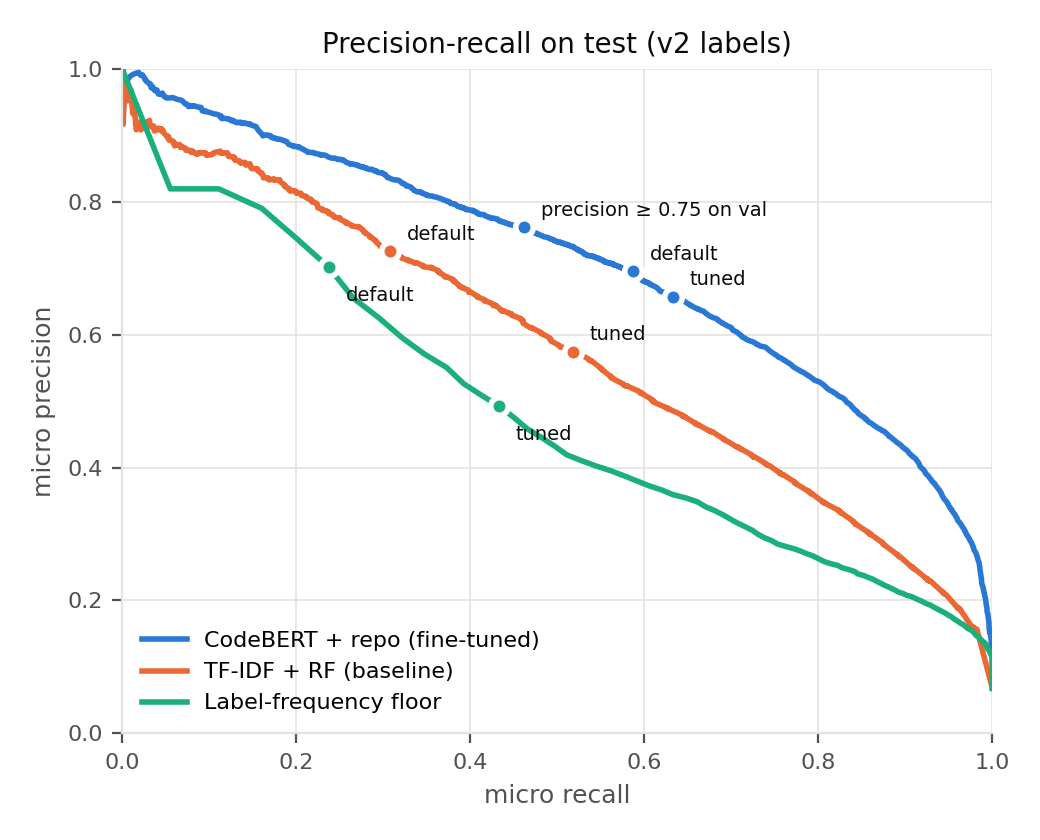 Precision-recall on test (v2 labels)
1.0
0.8
0.6
0.4
0.2
0.0
micro precision
precision ≥ 0.75 on val
default
default
tuned
default
tuned
tuned
CodeBERT + repo (fine-tuned)
TF-IDF + RF (baseline)
Label-frequency floor
0.0 0.2 0.4 0.6 0.8 1.0
micro recall